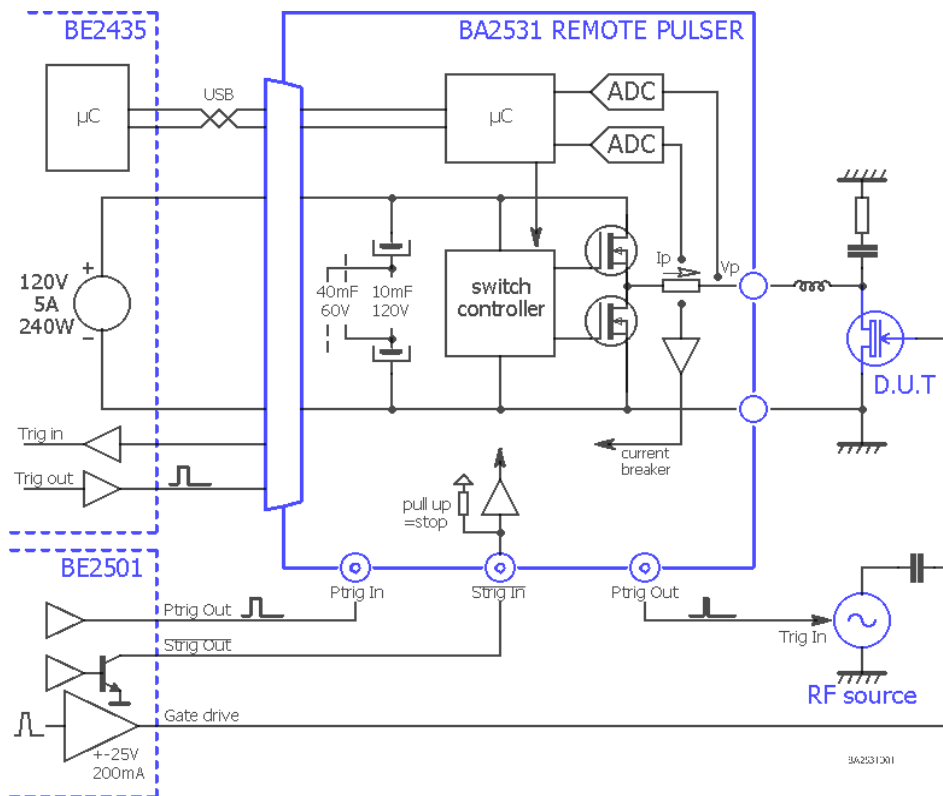 BE2435
BA2531 REMOTE PULSER
USB
µC
µC
ADC
ADC
120V
5A
240W
+
−
40mF
60V
10mF
120V
switch
controller
Ip
Vp
D.U.T
Trig in
Trig out
pull up
=stop
current
breaker
BE2501
Ptrig In
Strig In
Ptrig Out
Ptrig Out
Strig Out
Trig In
RF source
Gate drive
+-25V
200mA
BA2531D01